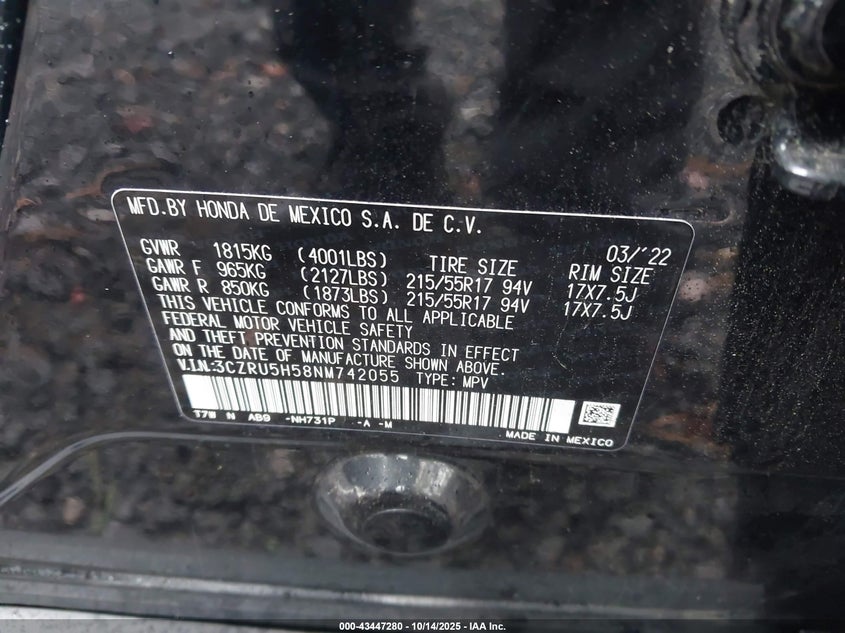 MFD.BY HONDA DE MEXICO S.A. DE C.V.
03/'22
GVWR 1815KG (4001LBS) TIRE SIZE RIM SIZE
GAWR F 965KG (2127LBS) 215/55R17 94V 17X7.5J
GAWR R 850KG (1873LBS) 215/55R17 94V 17X7.5J
THIS VEHICLE CONFORMS TO ALL APPLICABLE
FEDERAL MOTOR VEHICLE SAFETY
AND THEFT PREVENTION STANDARDS IN EFFECT
ON THE DATE OF MANUFACTURE SHOWN ABOVE.
V.I.N:3CZRU5H58NM742055 TYPE: MPV
T7W N AB9 -NH731P -A -M
MADE IN MEXICO
000-43447280 - 10/14/2025 - IAA Inc.